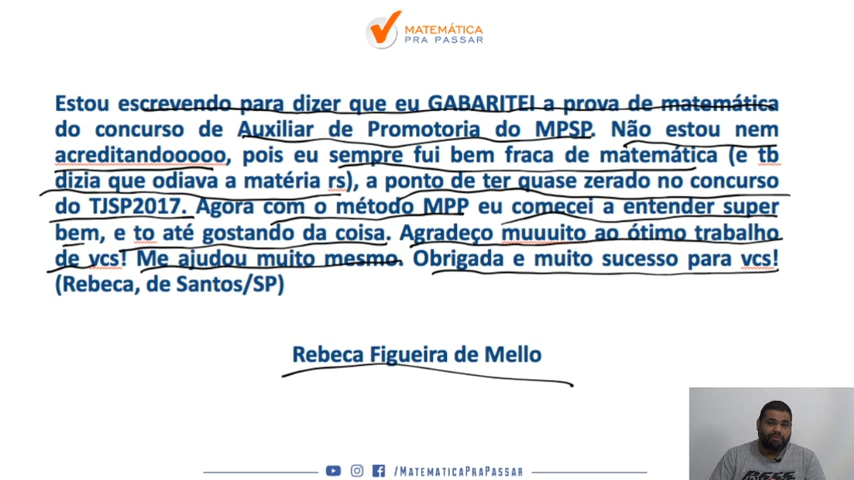 MATEMÁTICA
PRA PASSAR
Estou escrevendo para dizer que eu GABARITEI a prova de matemática
do concurso de Auxiliar de Promotoria do MPSP. Não estou nem
acreditandooooo, pois eu sempre fui bem fraca de matemática (e tb
dizia que odiava a matéria rs), a ponto de ter quase zerado no concurso
do TJSP2017. Agora com o método MPP eu comecei a entender super
bem, e to até gostando da coisa. Agradeço muuuito ao ótimo trabalho
de vcs! Me ajudou muito mesmo. Obrigada e muito sucesso para vcs!
(Rebeca, de Santos/SP)
Rebeca Figueira de Mello
/MATEMATICAPRAPASSAR